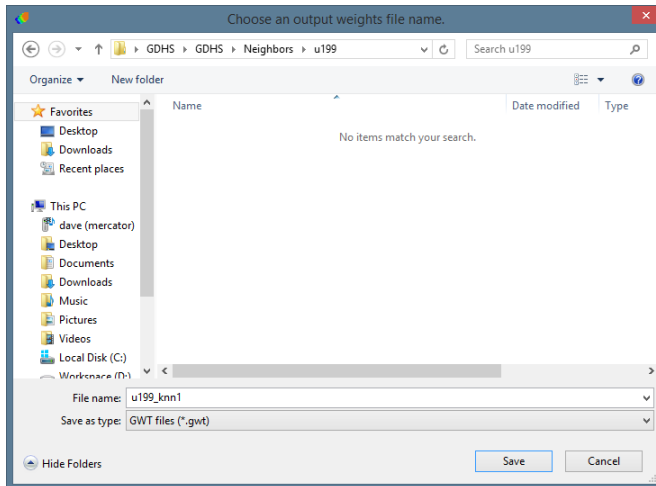 Choose an output weights file name.
GDHS GDHS Neighbors u199
Search u199
Organize
New folder
Name
Date modified
Type
Favorites
Desktop
Downloads
Recent places
No items match your search.
This PC
dave (mercator)
Desktop
Documents
Downloads
Music
Pictures
Videos
Local Disk (C:)
Workspace (D:)
File name: u199_knn1
Save as type: GWT files (*.gwt)
Hide Folders
Save
Cancel